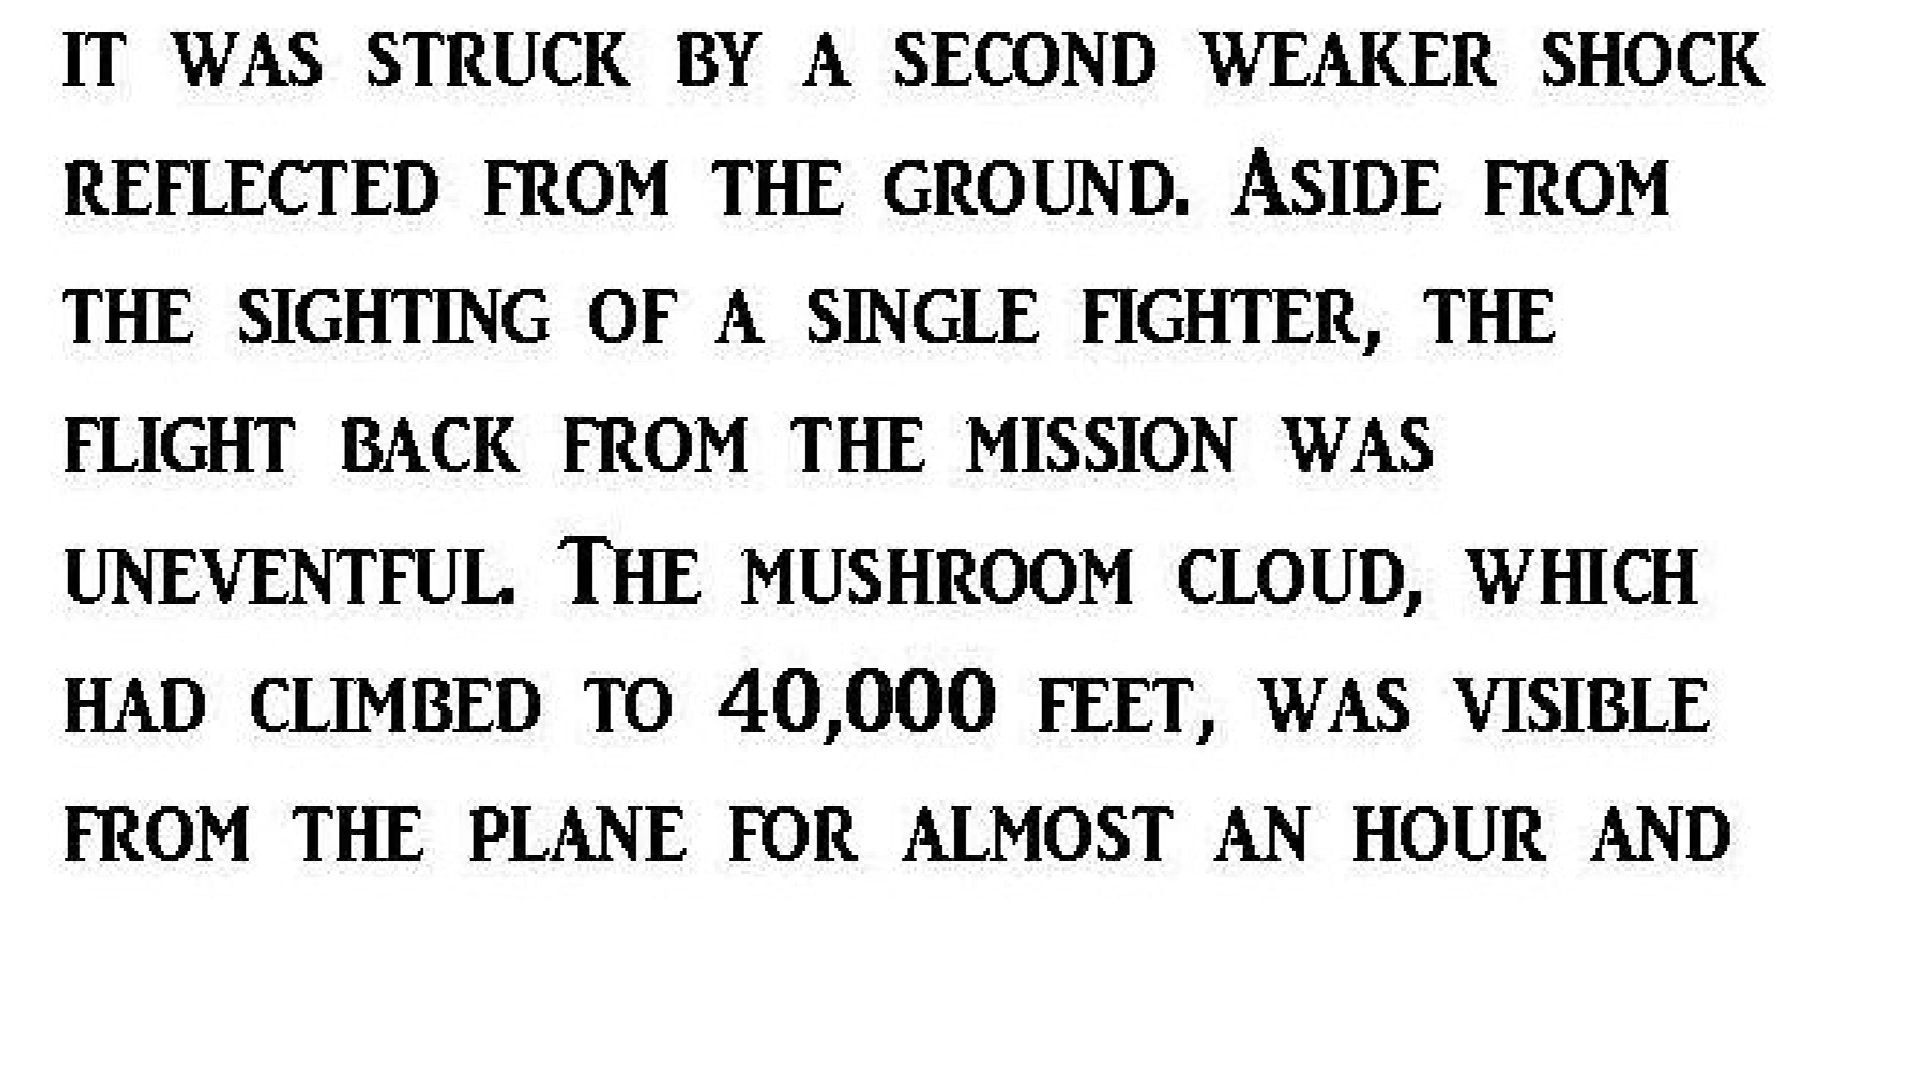 it was struck by a second weaker shock
reflected from the ground. Aside from
the sighting of a single fighter, the
flight back from the mission was
uneventful. The mushroom cloud, which
had climbed to 40,000 feet, was visible
from the plane for almost an hour and